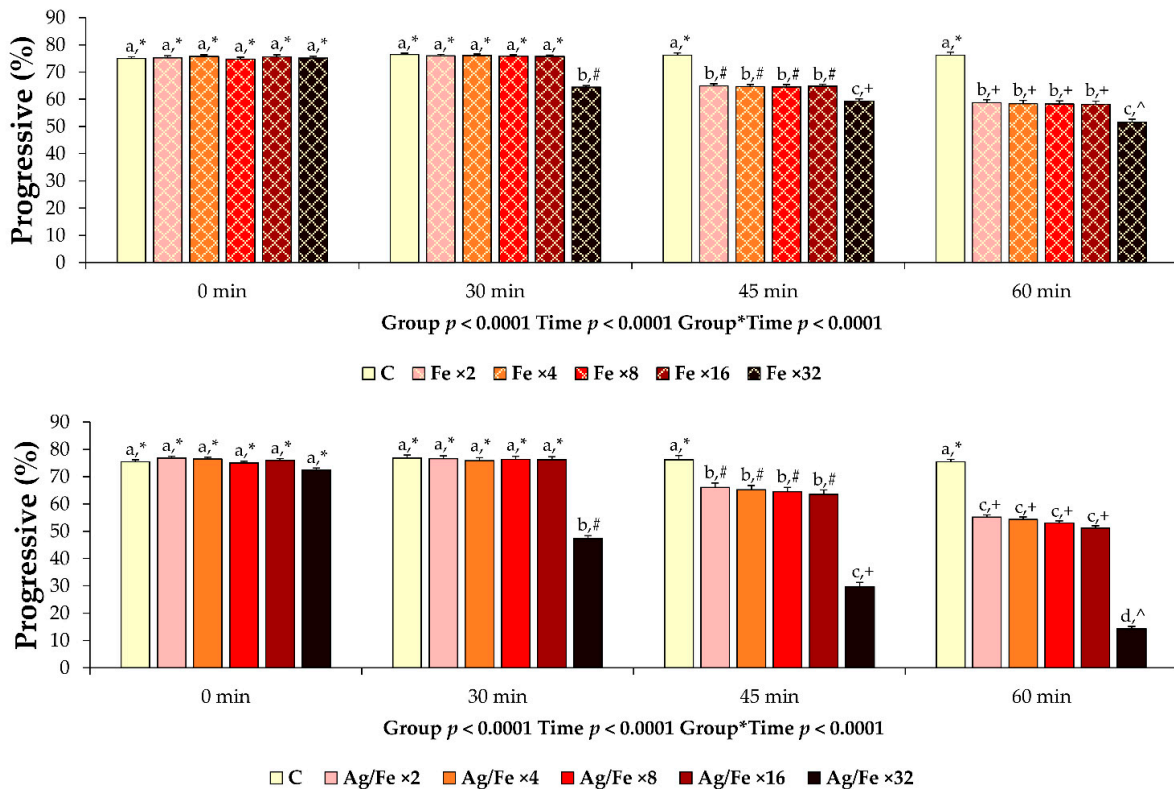 Progressive (%)
90
80
70
60
50
40
30
20
10
0
a,* a,* a,* a,* a,* a,*
a,* a,* a,* a,* a,* b,#
a,* b,# b,# b,# b,# c,+
a,* b,+ b,+ b,+ b,+ c,^
0 min 30 min 45 min 60 min
Group p < 0.0001 Time p < 0.0001 Group*Time p < 0.0001
C Fe ×2 Fe ×4 Fe ×8 Fe ×16 Fe ×32
Progressive (%)
90
80
70
60
50
40
30
20
10
0
a,* a,* a,* a,* a,* a,*
a,* a,* a,* a,* a,* b,#
a,* b,# b,# b,# b,# c,+
a,* c,+ c,+ c,+ c,+ d,^
0 min 30 min 45 min 60 min
Group p < 0.0001 Time p < 0.0001 Group*Time p < 0.0001
C Ag/Fe ×2 Ag/Fe ×4 Ag/Fe ×8 Ag/Fe ×16 Ag/Fe ×32